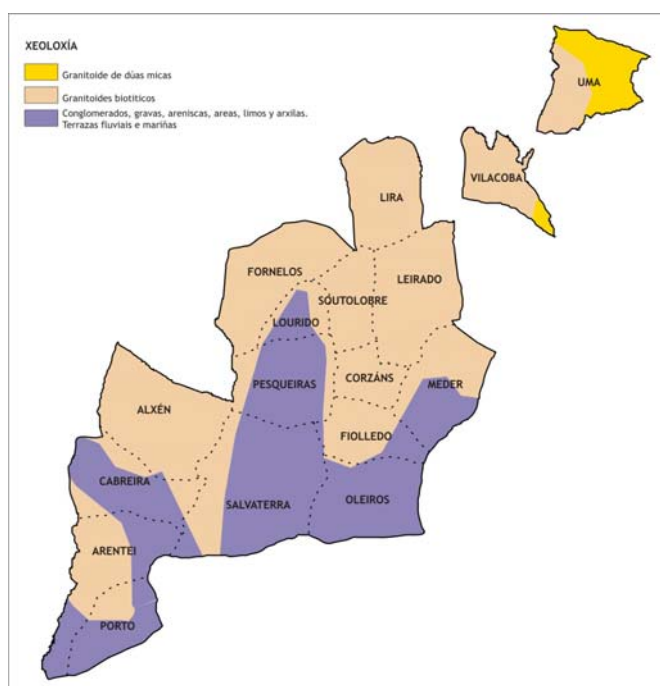 XEOLOXÍA
Granitoide de dúas micas
Granitoides biotiticos
Conglomerados, gravas, areniscas, areas, limos y arxilas.
Terrazas fluviais e mariñas
UMA
VILACOBA
LIRA
FORNELOS
LEIRADO
SOUTOLOBRE
LOURIDO
PESQUEIRAS
CORZÁNS
MEDER
ALXÉN
FIOLLEDO
CABREIRA
SALVATERRA
OLEIROS
ARENTEI
PORTO